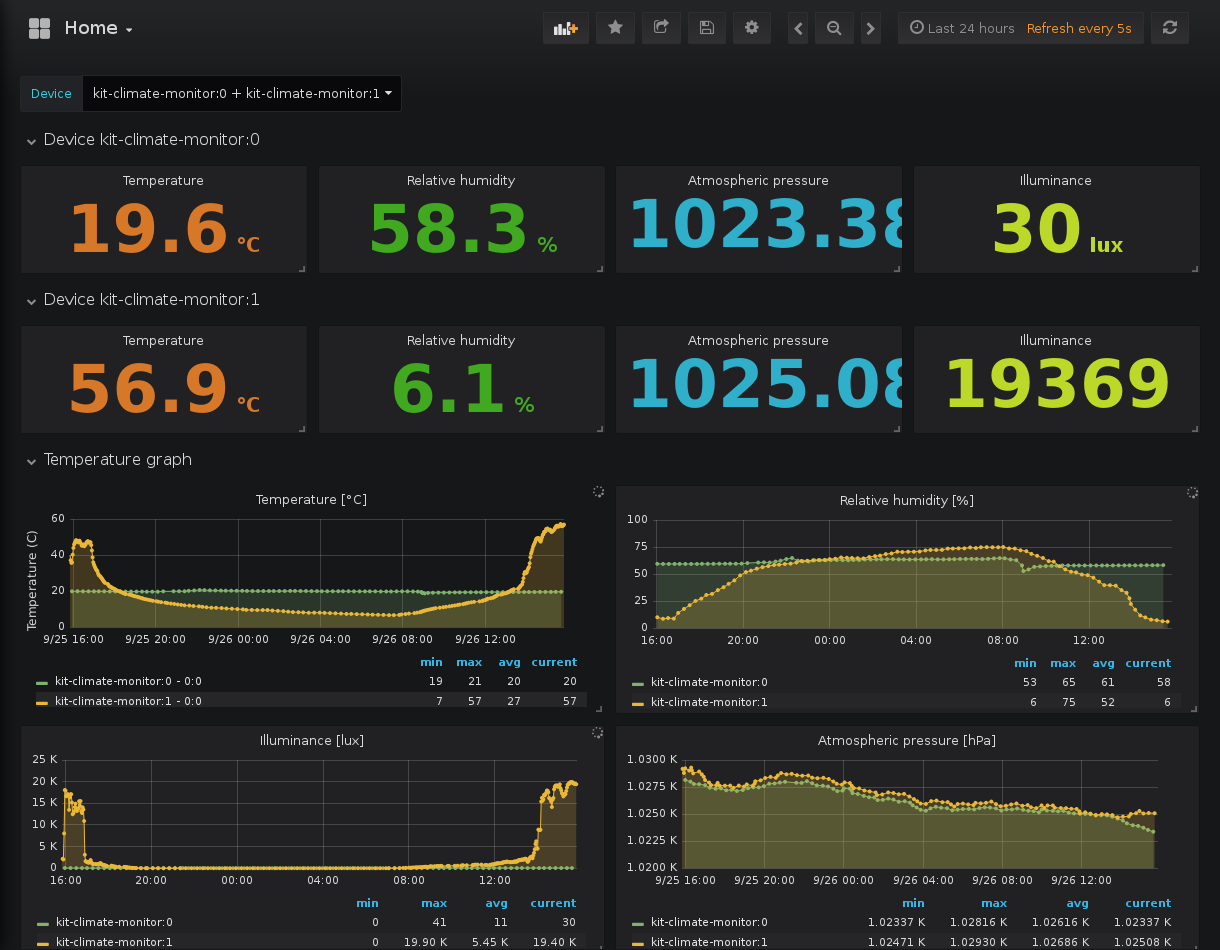 Home
Last 24 hours Refresh every 5s
Device kit-climate-monitor:0 + kit-climate-monitor:1
Device kit-climate-monitor:0
Temperature Relative humidity Atmospheric pressure Illuminance
19.6 °C 58.3 % 1023.38 30 lux
Device kit-climate-monitor:1
Temperature Relative humidity Atmospheric pressure Illuminance
56.9 °C 6.1 % 1025.08 19369
Temperature graph
Temperature [°C]
Temperature (C)
60
40
20
0
9/25 16:00 9/25 20:00 9/26 00:00 9/26 04:00 9/26 08:00 9/26 12:00
min max avg current
kit-climate-monitor:0 - 0:0 19 21 20 20
kit-climate-monitor:1 - 0:0 7 57 27 57
Relative humidity [%]
100
75
50
25
0
16:00 20:00 00:00 04:00 08:00 12:00
min max avg current
kit-climate-monitor:0 53 65 61 58
kit-climate-monitor:1 6 75 52 6
Illuminance [lux]
25 K
20 K
15 K
10 K
5 K
0
16:00 20:00 00:00 04:00 08:00 12:00
min max avg current
kit-climate-monitor:0 0 41 11 30
kit-climate-monitor:1 0 19.90 K 5.45 K 19.40 K
Atmospheric pressure [hPa]
1.0300 K
1.0275 K
1.0250 K
1.0225 K
1.0200 K
9/25 16:00 9/25 20:00 9/26 00:00 9/26 04:00 9/26 08:00 9/26 12:00
min max avg current
kit-climate-monitor:0 1.02337 K 1.02816 K 1.02616 K 1.02337 K
kit-climate-monitor:1 1.02471 K 1.02930 K 1.02686 K 1.02508 K